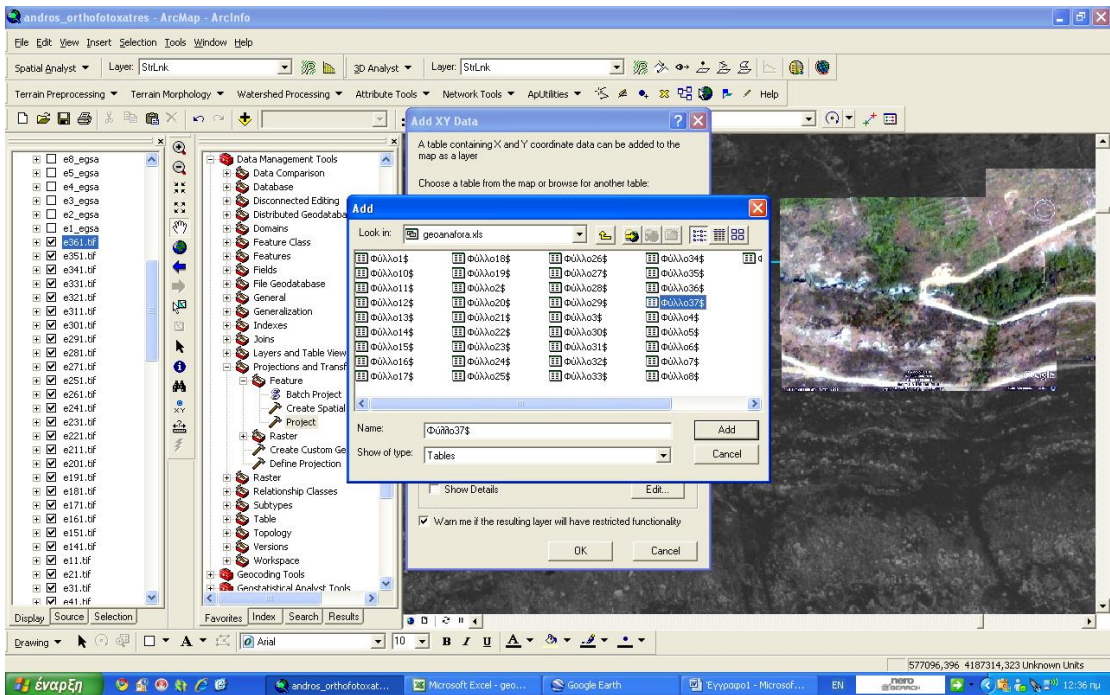 andros_orthofotoxatres - ArcMap - ArcInfo
File Edit View Insert Selection Tools Window Help
Spatial Analyst Layer: StrLnk 3D Analyst Layer: StrLnk
Terrain Preprocessing Terrain Morphology Watershed Processing Attribute Tools Network Tools ApUtilities Help
e8_egsa
e5_egsa
e4_egsa
e3_egsa
e2_egsa
e1_egsa
e361.tif
e351.tif
e341.tif
e331.tif
e321.tif
e311.tif
e301.tif
e291.tif
e281.tif
e271.tif
e251.tif
e261.tif
e241.tif
e231.tif
e221.tif
e211.tif
e201.tif
e191.tif
e181.tif
e171.tif
e161.tif
e151.tif
e141.tif
e11.tif
e21.tif
e31.tif
e41.tif
Display Source Selection
Data Management Tools
Data Comparison
Database
Disconnected Editing
Distributed Geodataba
Domains
Feature Class
Features
Fields
File Geodatabase
General
Generalization
Indexes
Joins
Layers and Table View
Projections and Transf
Feature
Batch Project
Create Spatial
Project
Raster
Create Custom Ge
Define Projection
Raster
Relationship Classes
Subtypes
Table
Topology
Versions
Workspace
Geocoding Tools
Geostatistical Analyst Tools
Favorites Index Search Results
Add XY Data
A table containing X and Y coordinate data can be added to the
map as a layer
Choose a table from the map or browse for another table:
Add
Look in: geoanafora.xls
Φύλλο1$ Φύλλο18$ Φύλλο26$ Φύλλο34$
Φύλλο10$ Φύλλο19$ Φύλλο27$ Φύλλο35$
Φύλλο11$ Φύλλο2$ Φύλλο28$ Φύλλο36$
Φύλλο12$ Φύλλο20$ Φύλλο29$ Φύλλο37$
Φύλλο13$ Φύλλο21$ Φύλλο3$ Φύλλο4$
Φύλλο14$ Φύλλο22$ Φύλλο30$ Φύλλο5$
Φύλλο15$ Φύλλο23$ Φύλλο31$ Φύλλο6$
Φύλλο16$ Φύλλο24$ Φύλλο32$ Φύλλο7$
Φύλλο17$ Φύλλο25$ Φύλλο33$ Φύλλο8$
Name: Φύλλο37$ Add
Show of type: Tables Cancel
Show Details Edit...
Warn me if the resulting layer will have restricted functionality
OK Cancel
Drawing A Arial 10 B I U A
577096,396 4187314,323 Unknown Units
έναρξη andros_orthofotoxat... Microsoft Excel - geo... Google Earth Έγγραφο1 - Microsof... EN nero SEARCH 12:36 πμ